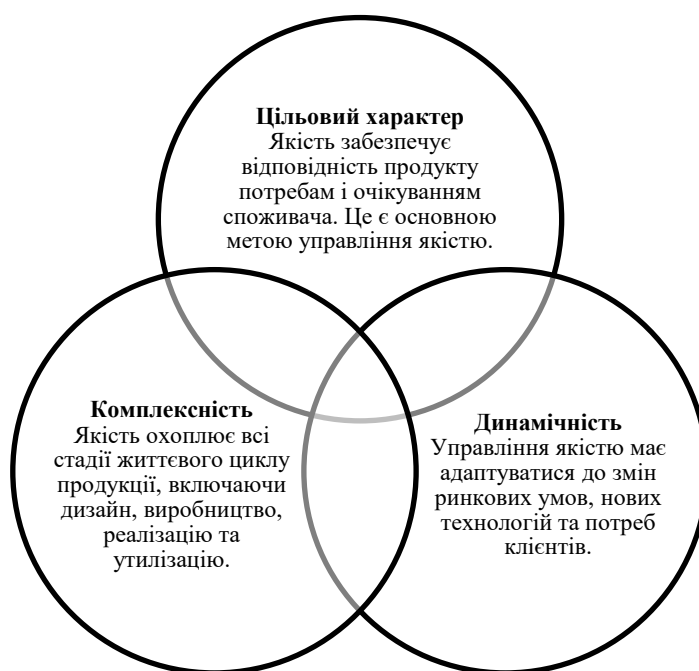 Цільовий характер
Якість забезпечує
відповідність продукту
потребам і очікуванням
споживача. Це є основною
метою управління якістю.
Комплексність
Якість охоплює всі
стадії життєвого циклу
продукції, включаючи
дизайн, виробництво,
реалізацію та
утилізацію.
Динамічність
Управління якістю має
адаптуватися до змін
ринкових умов, нових
технологій та потреб
клієнтів.